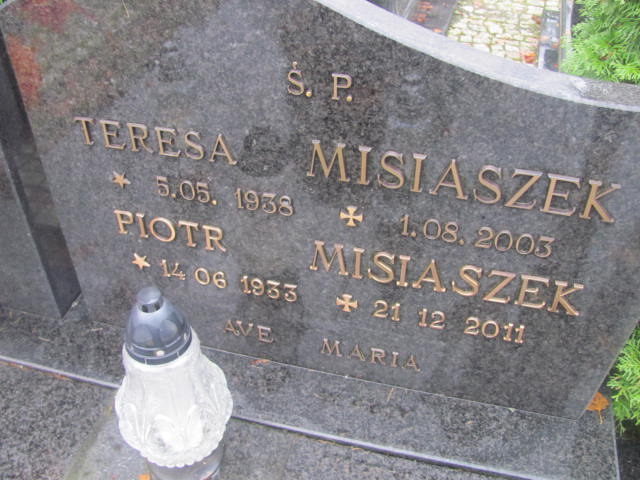 Ś. P.
TERESA MISIASZEK
5.05. 1938 1.08.2003
PIOTR MISIASZEK
14 06 1933 21 12 2011
AVE MARIA